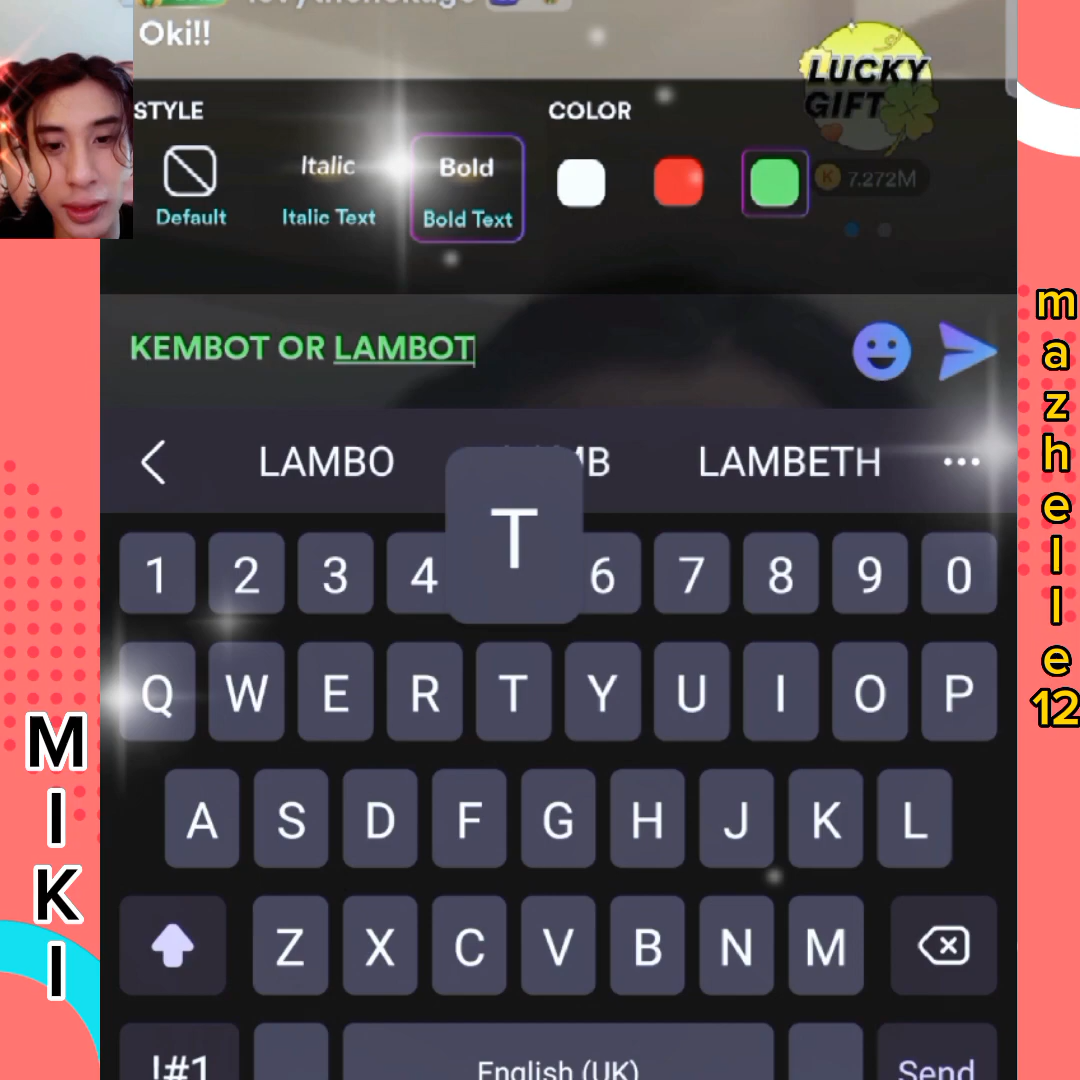 Oki!!
LUCKY
GIFT
STYLE
COLOR
Italic
Bold
Default
Italic Text
Bold Text
K 7.272M
KEMBOT OR LAMBOT
LAMBO
LAMBETH
T
1 2 3 4 6 7 8 9 0
Q W E R T Y U I O P
A S D F G H J K L
Z X C V B N M
!#1
English (UK)
Send
MIKI
mazhelle12